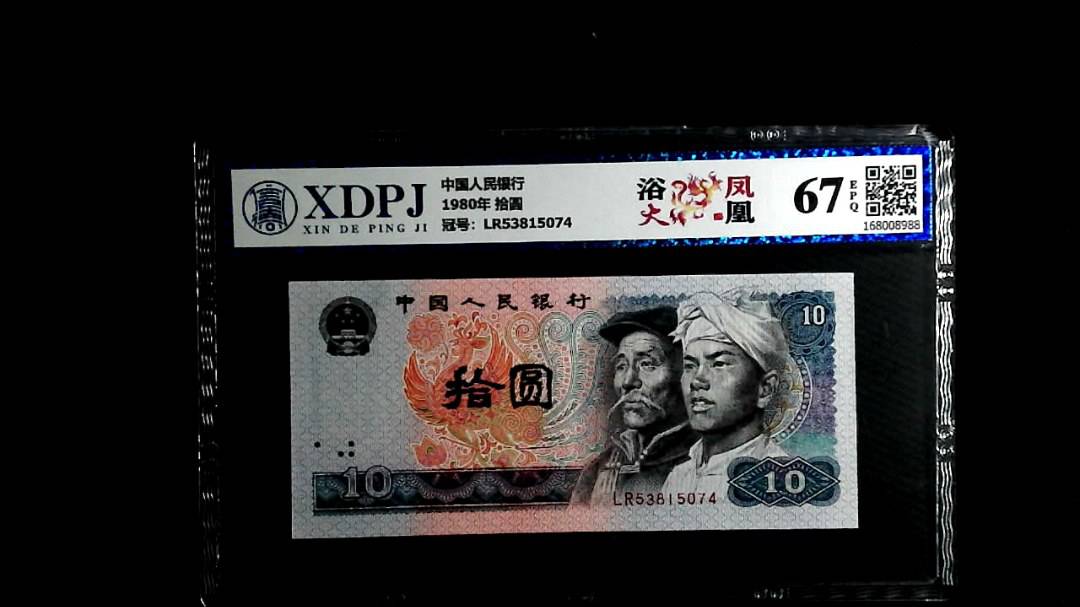 XDPJ
XIN DE PING JI
中国人民银行
1980年 拾圆
冠号: LR53815074
浴火
凤凰
67 EPQ
168008988
中国人民银行
10
拾圆
10
LR53815074
10